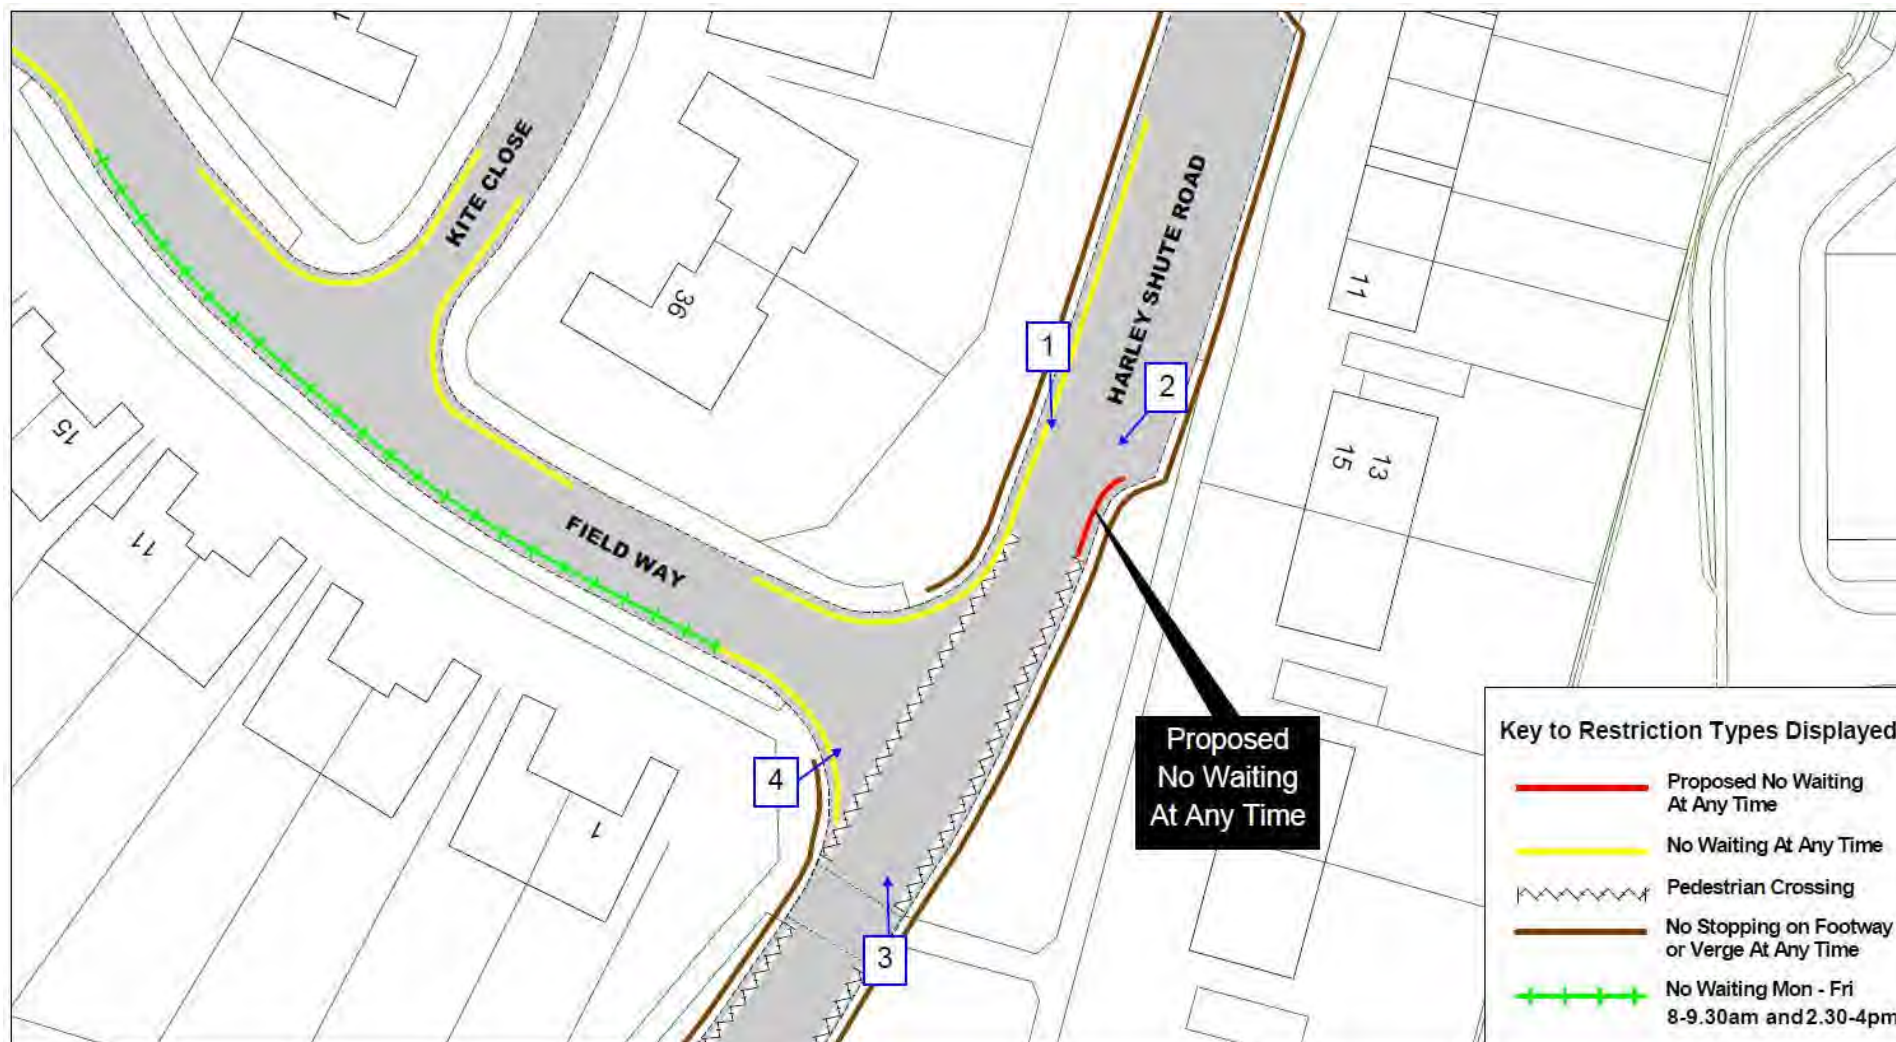 1
KITE CLOSE
HARLEY SHUTE ROAD
36
11
1
2
15
13
15
11
FIELD WAY
4
1
3
Proposed
No Waiting
At Any Time
Key to Restriction Types Displayed
Proposed No Waiting
At Any Time
No Waiting At Any Time
Pedestrian Crossing
No Stopping on Footway
or Verge At Any Time
No Waiting Mon - Fri
8-9.30am and 2.30-4pm